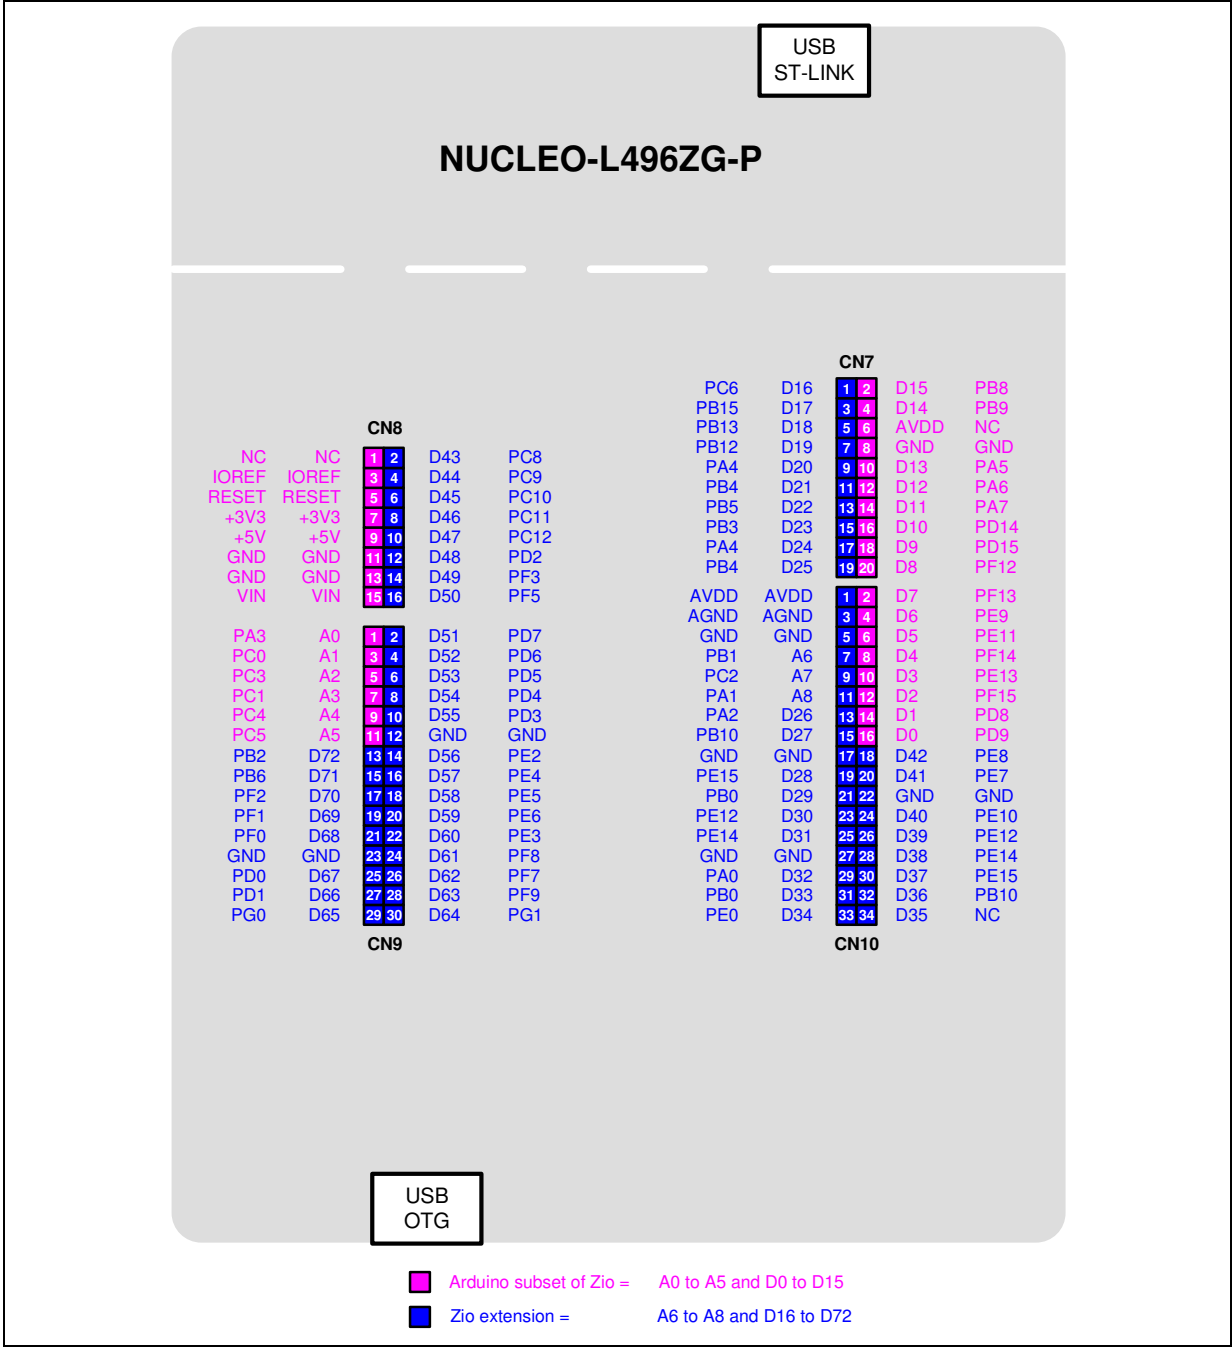 USB
ST-LINK
NUCLEO-L496ZG-P
CN7
PC6 D16 1 2 D15 PB8
PB15 D17 3 4 D14 PB9
PB13 D18 5 6 AVDD NC
PB12 D19 7 8 GND GND
PA4 D20 9 10 D13 PA5
PB4 D21 11 12 D12 PA6
PB5 D22 13 14 D11 PA7
PB3 D23 15 16 D10 PD14
PA4 D24 17 18 D9 PD15
PB4 D25 19 20 D8 PF12
CN8
NC NC 1 2 D43 PC8
IOREF IOREF 3 4 D44 PC9
RESET RESET 5 6 D45 PC10
+3V3 +3V3 7 8 D46 PC11
+5V +5V 9 10 D47 PC12
GND GND 11 12 D48 PD2
GND GND 13 14 D49 PF3
VIN VIN 15 16 D50 PF5
PA3 A0 1 2 D51 PD7
PC0 A1 3 4 D52 PD6
PC3 A2 5 6 D53 PD5
PC1 A3 7 8 D54 PD4
PC4 A4 9 10 D55 PD3
PC5 A5 11 12 GND GND
PB2 D72 13 14 D56 PE2
PB6 D71 15 16 D57 PE4
PF2 D70 17 18 D58 PE5
PF1 D69 19 20 D59 PE6
PF0 D68 21 22 D60 PE3
GND GND 23 24 D61 PF8
PD0 D67 25 26 D62 PF7
PD1 D66 27 28 D63 PF9
PG0 D65 29 30 D64 PG1
CN9
AVDD AVDD 1 2 D7 PF13
AGND AGND 3 4 D6 PE9
GND GND 5 6 D5 PE11
PB1 A6 7 8 D4 PF14
PC2 A7 9 10 D3 PE13
PA1 A8 11 12 D2 PF15
PA2 D26 13 14 D1 PD8
PB10 D27 15 16 D0 PD9
GND GND 17 18 D42 PE8
PE15 D28 19 20 D41 PE7
PB0 D29 21 22 GND GND
PE12 D30 23 24 D40 PE10
PE14 D31 25 26 D39 PE12
GND GND 27 28 D38 PE14
PA0 D32 29 30 D37 PE15
PB0 D33 31 32 D36 PB10
PE0 D34 33 34 D35 NC
CN10
USB
OTG
Arduino subset of Zio = A0 to A5 and D0 to D15
Zio extension = A6 to A8 and D16 to D72